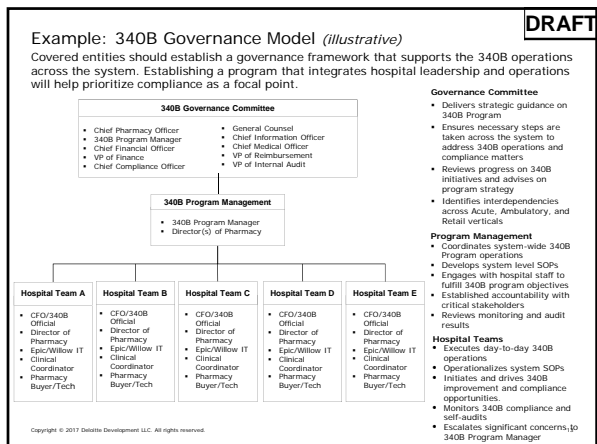 DRAFT
Example: 340B Governance Model (illustrative)
Covered entities should establish a governance framework that supports the 340B operations
across the system. Establishing a program that integrates hospital leadership and operations
will help prioritize compliance as a focal point.
340B Governance Committee
▪ Chief Pharmacy Officer
▪ 340B Program Manager
▪ Chief Financial Officer
▪ VP of Finance
▪ Chief Compliance Officer
▪ General Counsel
▪ Chief Information Officer
▪ Chief Medical Officer
▪ VP of Reimbursement
▪ VP of Internal Audit
340B Program Management
▪ 340B Program Manager
▪ Director(s) of Pharmacy
Hospital Team A
• CFO/340B
Official
• Director of
Pharmacy
• Epic/Willow IT
• Clinical
Coordinator
• Pharmacy
Buyer/Tech
Hospital Team B
• CFO/340B
Official
• Director of
Pharmacy
• Epic/Willow IT
• Clinical
Coordinator
• Pharmacy
Buyer/Tech
Hospital Team C
• CFO/340B
Official
• Director of
Pharmacy
• Epic/Willow IT
• Clinical
Coordinator
• Pharmacy
Buyer/Tech
Hospital Team D
• CFO/340B
Official
• Director of
Pharmacy
• Epic/Willow IT
• Clinical
Coordinator
• Pharmacy
Buyer/Tech
Hospital Team E
• CFO/340B
Official
• Director of
Pharmacy
• Epic/Willow IT
• Clinical
Coordinator
• Pharmacy
Buyer/Tech
Governance Committee
• Delivers strategic guidance on
340B Program
• Ensures necessary steps are
taken across the system to
address 340B operations and
compliance matters
• Reviews progress on 340B
initiatives and advises on
program strategy
• Identifies interdependencies
across Acute, Ambulatory, and
Retail verticals
Program Management
▪ Coordinates system-wide 340B
Program operations
▪ Develops system level SOPs
▪ Engages with hospital staff to
fulfill 340B program objectives
▪ Established accountability with
critical stakeholders
▪ Reviews monitoring and audit
results
Hospital Teams
• Executes day-to-day 340B
operations
• Operationalizes system SOPs
• Initiates and drives 340B
improvement and compliance
opportunities.
• Monitors 340B compliance and
self-audits
• Escalates significant concerns to
340B Program Manager
Copyright © 2017 Deloitte Development LLC. All rights reserved.